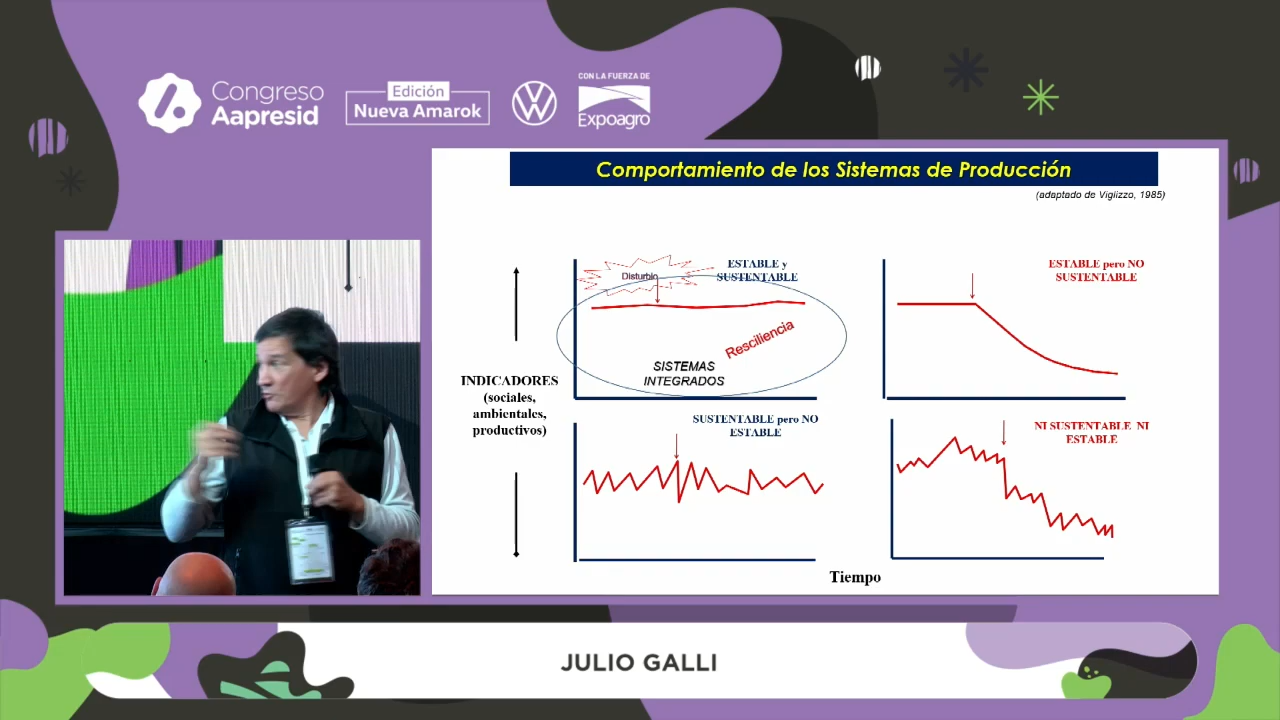 Congreso
Aapresid
Edición
Nueva Amarok
CON LA FUERZA DE
Expoagro
Comportamiento de los Sistemas de Producción
(adaptado de Viglizzo, 1985)
Disturbio
ESTABLE y
SUSTENTABLE
ESTABLE pero NO
SUSTENTABLE
Resciliencia
SISTEMAS
INTEGRADOS
INDICADORES
(sociales,
ambientales,
productivos)
SUSTENTABLE pero NO
ESTABLE
NI SUSTENTABLE NI
ESTABLE
Tiempo
JULIO GALLI